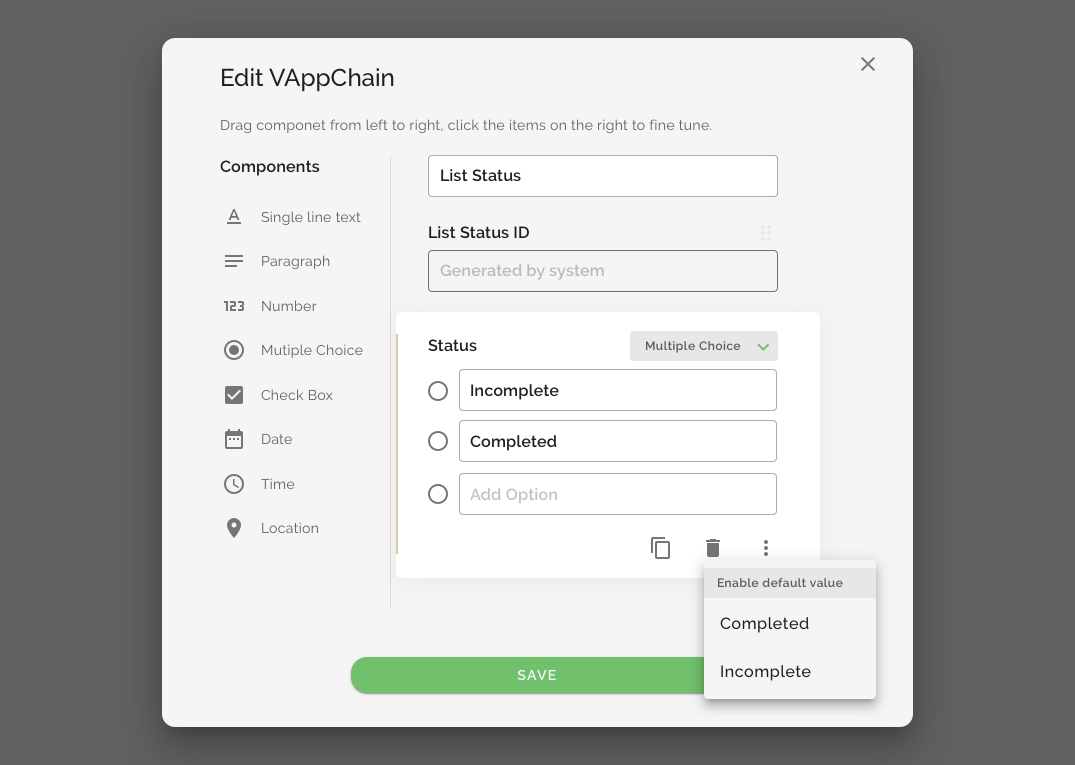 Edit VAppChain
Drag componet from left to right, click the items on the right to fine tune.
Components
Single line text
Paragraph
123 Number
Mutiple Choice
Check Box
Date
Time
Location
List Status
List Status ID
Generated by system
Status
Multiple Choice
Incomplete
Completed
Add Option
Enable default value
Completed
Incomplete
SAVE